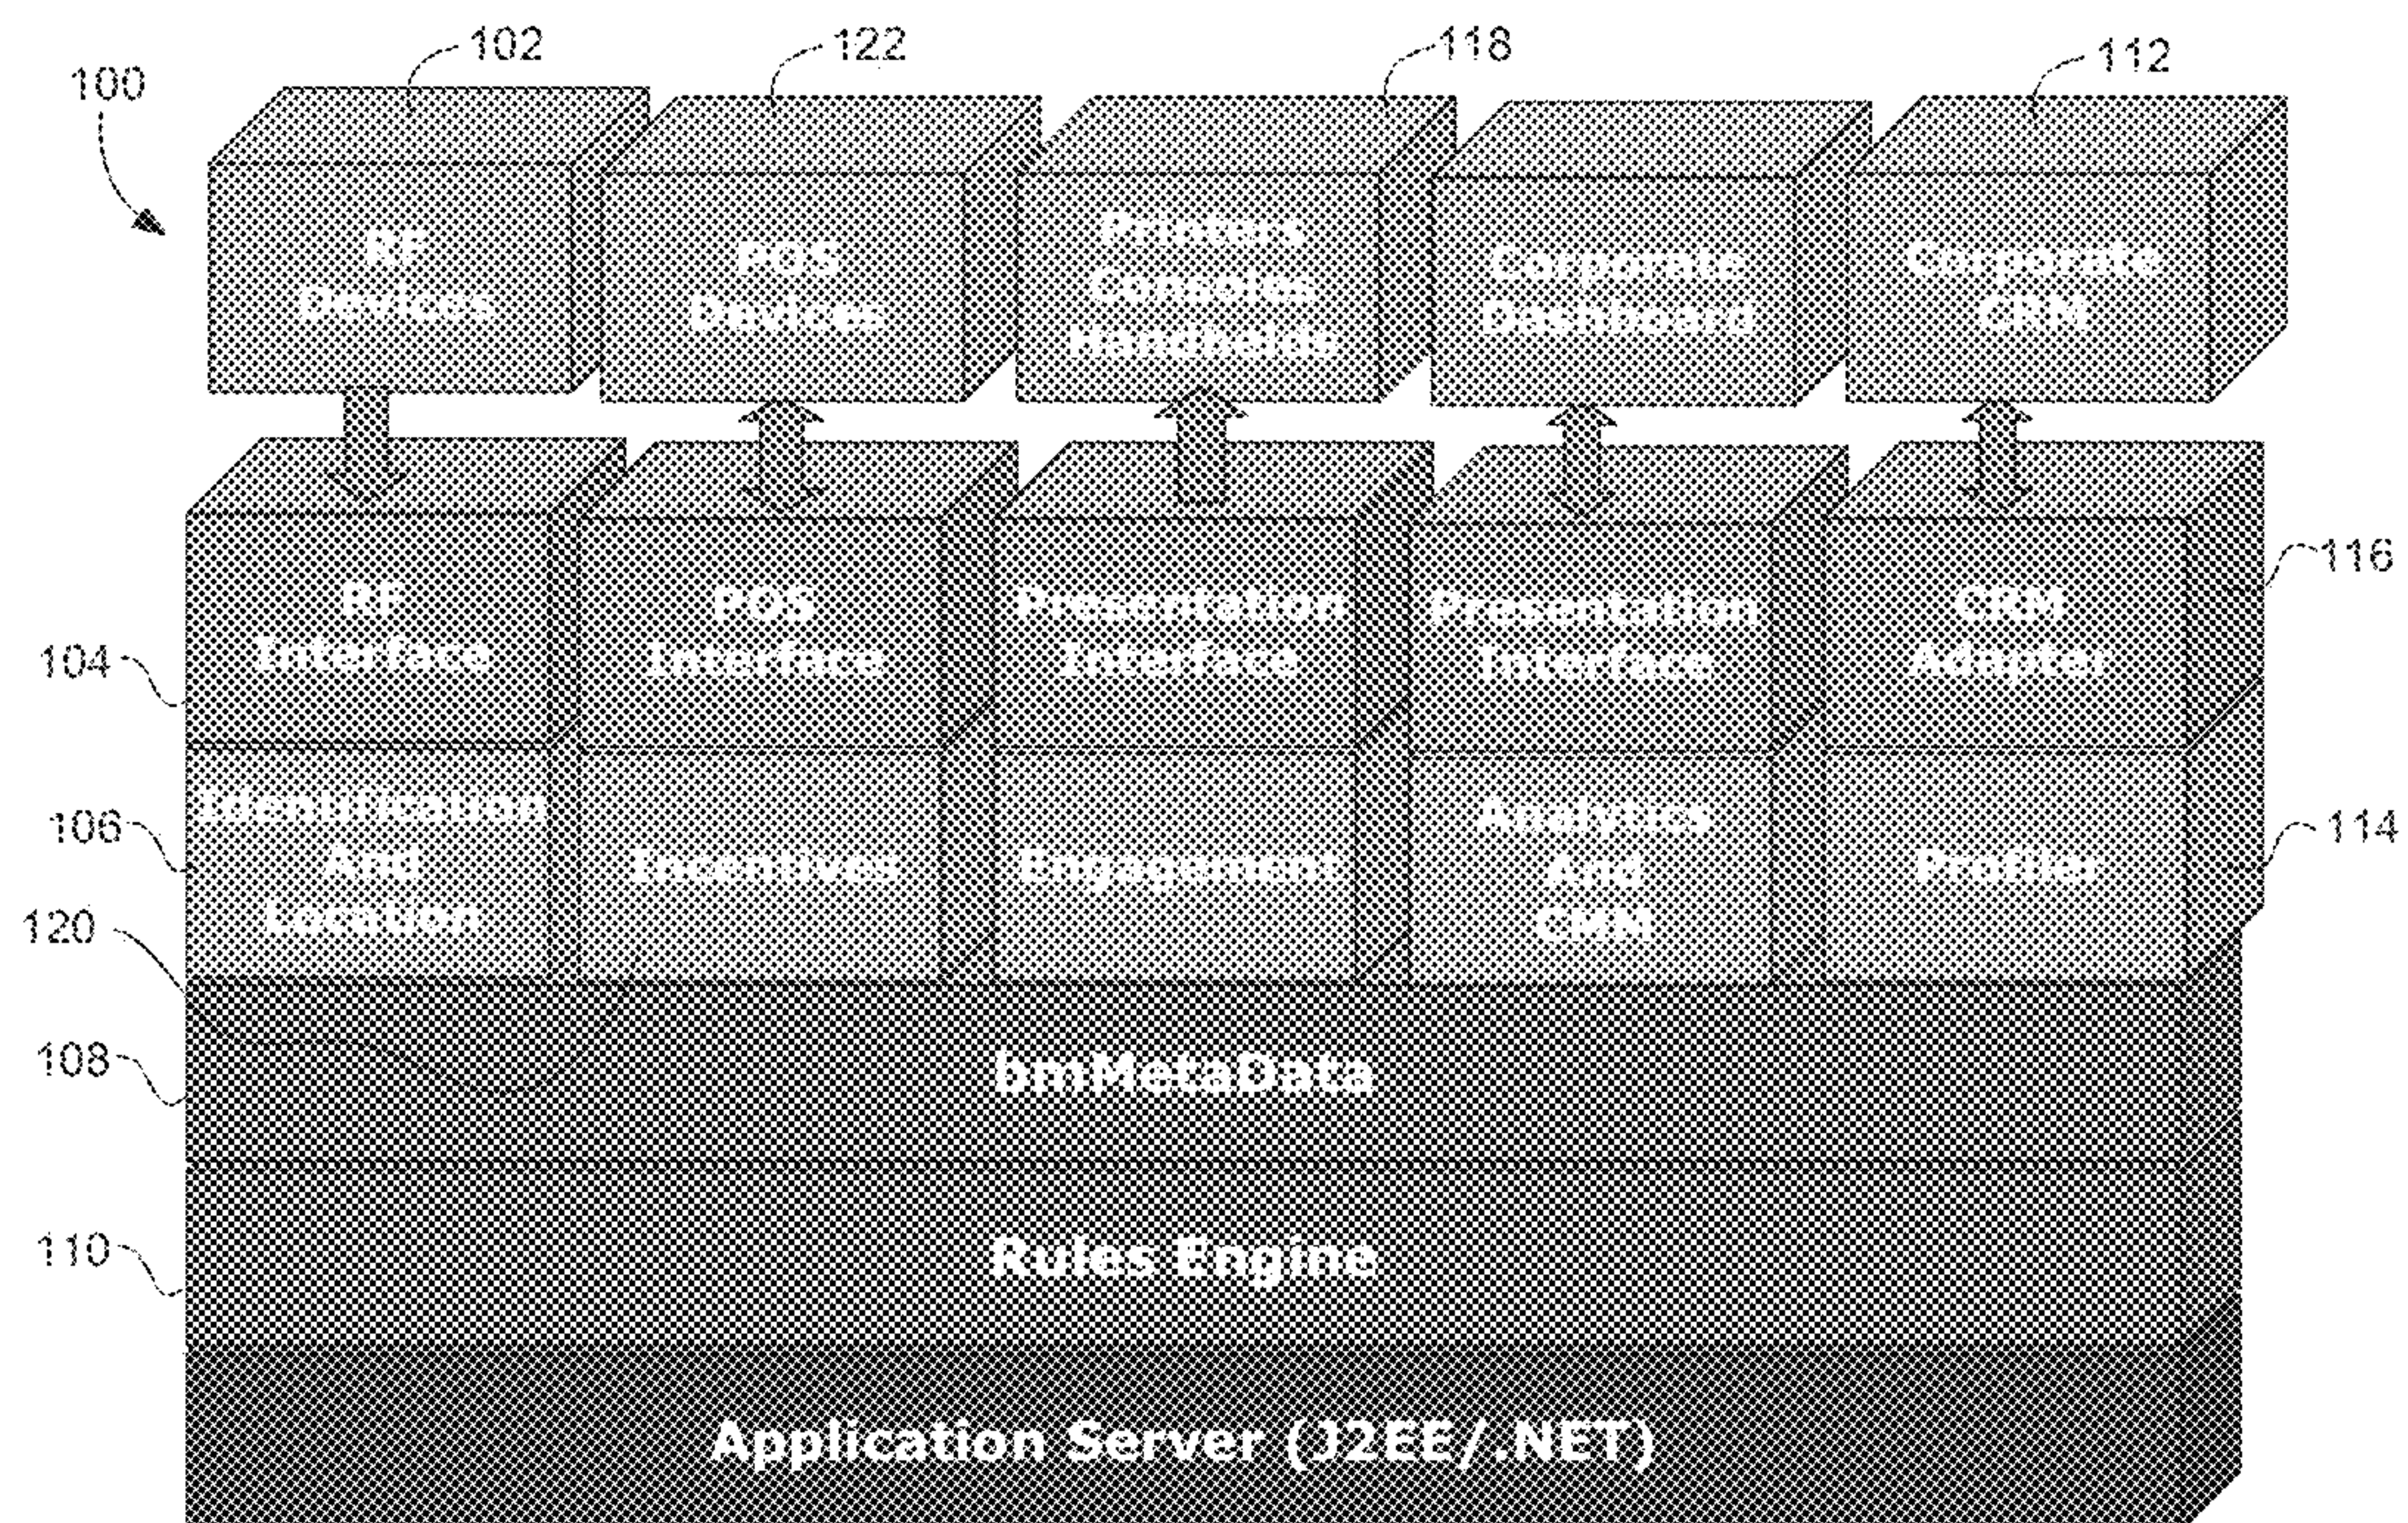 102
122
118
112
100
RF
Devices
POS
Devices
Printers
Consoles
Handhelds
Corporate
Dashboard
Corporate
CRM
RF
Interface
POS
Interface
Presentation
Interface
Presentation
Interface
CRM
Adapter
116
104
Identification
And
Location
Incentives
Engagement
Analytics
And
CMM
Profiler
106
114
120
bmMetaData
108
Rules Engine
110
Application Server (J2EE/.NET)